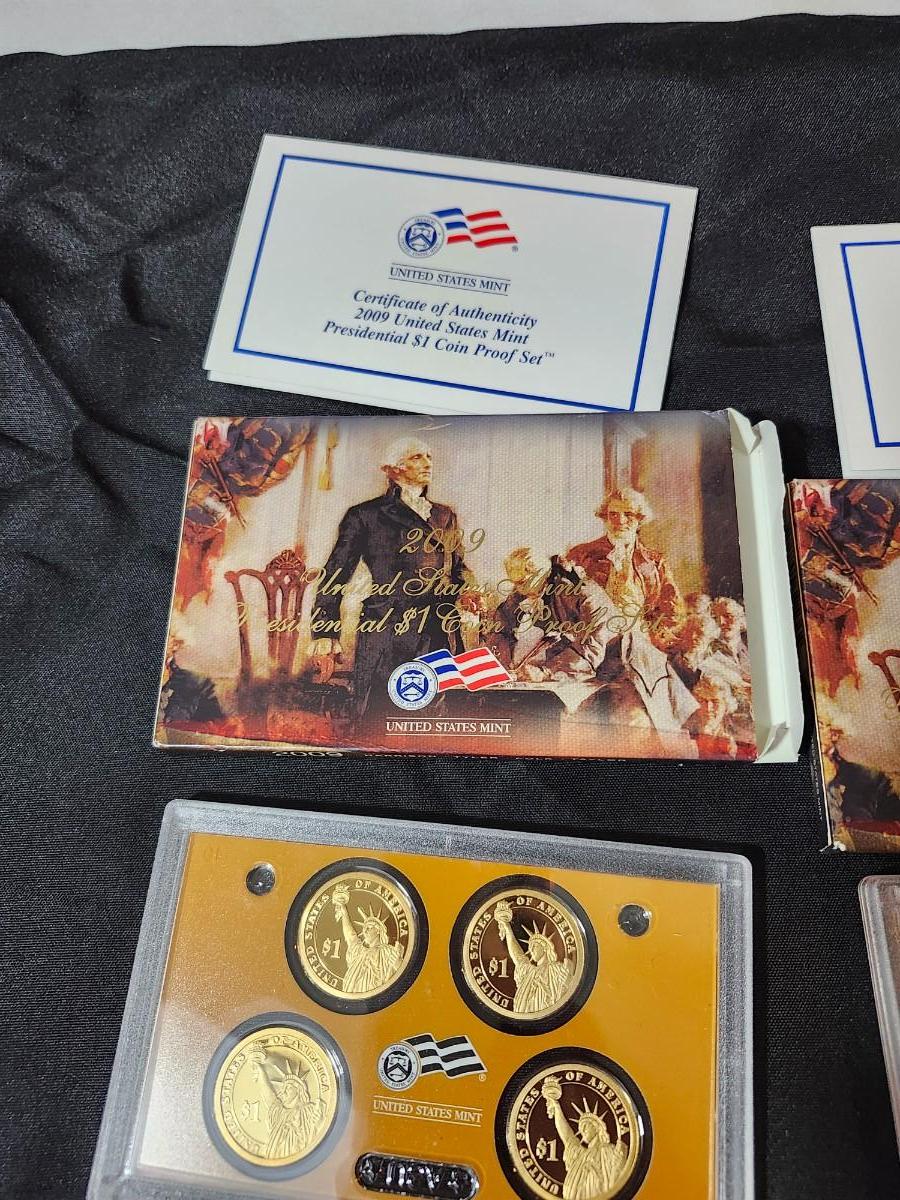 UNITED STATES MINT
Certificate of Authenticity
2009 United States Mint
Presidential $1 Coin Proof Set™
2009
United States Mint
Presidential $1 Coin Proof Set
UNITED STATES MINT
2009
UNITED STATES OF AMERICA
$1
UNITED STATES OF AMERICA
$1
UNITED STATES OF AMERICA
$1
UNITED STATES MINT
UNITED STATES OF AMERICA
$1